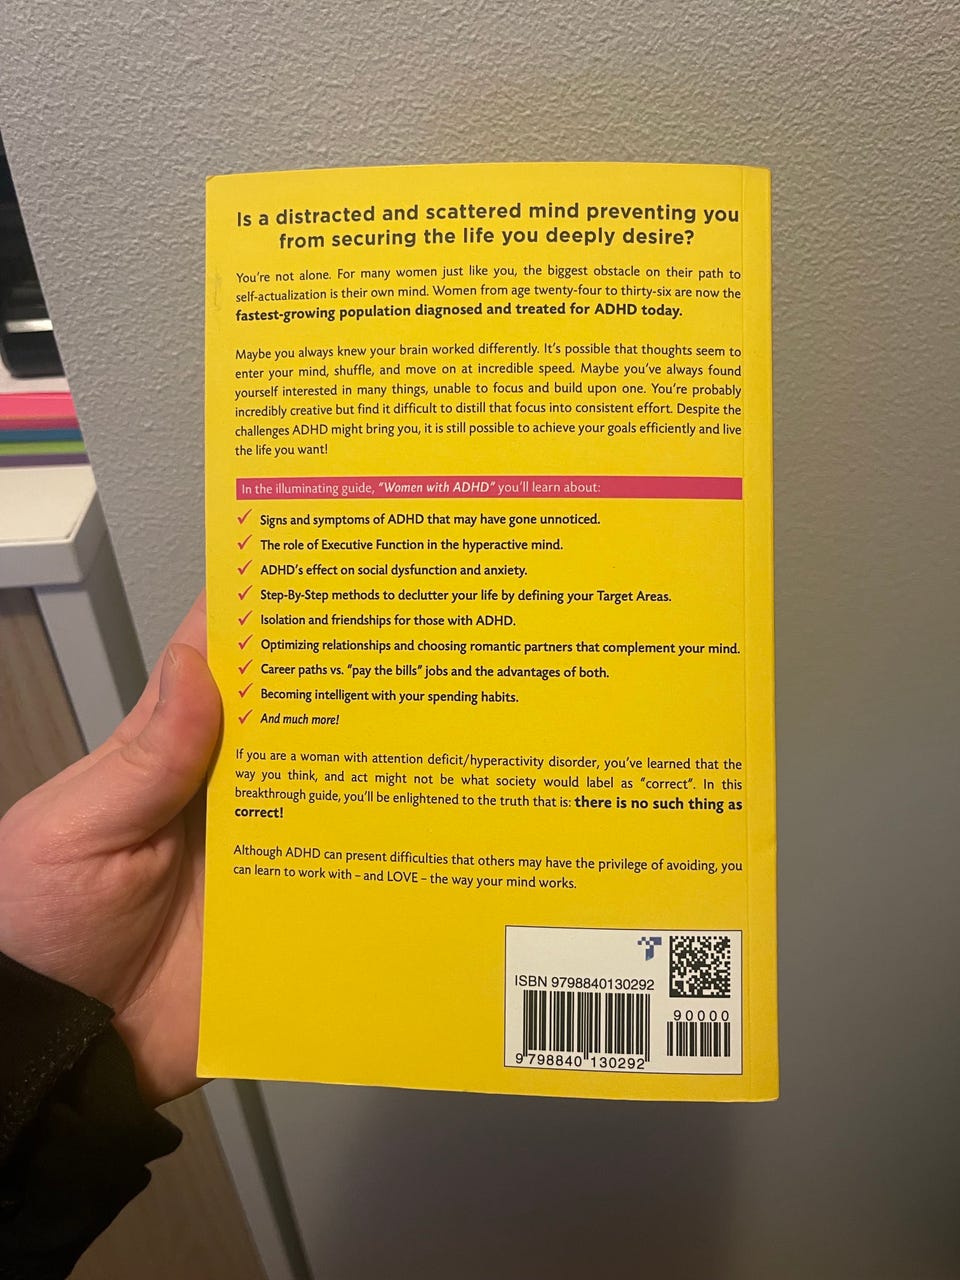 Is a distracted and scattered mind preventing you
from securing the life you deeply desire?
You're not alone. For many women just like you, the biggest obstacle on their path to
self-actualization is their own mind. Women from age twenty-four to thirty-six are now the
fastest-growing population diagnosed and treated for ADHD today.
Maybe you always knew your brain worked differently. It's possible that thoughts seem to
enter your mind, shuffle, and move on at incredible speed. Maybe you've always found
yourself interested in many things, unable to focus and build upon one. You're probably
incredibly creative but find it difficult to distill that focus into consistent effort. Despite the
challenges ADHD might bring you, it is still possible to achieve your goals efficiently and live
the life you want!
In the illuminating guide, "Women with ADHD" you'll learn about:
✓ Signs and symptoms of ADHD that may have gone unnoticed.
✓ The role of Executive Function in the hyperactive mind.
✓ ADHD's effect on social dysfunction and anxiety.
✓ Step-By-Step methods to declutter your life by defining your Target Areas.
✓ Isolation and friendships for those with ADHD.
✓ Optimizing relationships and choosing romantic partners that complement your mind.
✓ Career paths vs. "pay the bills" jobs and the advantages of both.
✓ Becoming intelligent with your spending habits.
✓ And much more!
If you are a woman with attention deficit/hyperactivity disorder, you've learned that the
way you think, and act might not be what society would label as "correct". In this
breakthrough guide, you'll be enlightened to the truth that is: there is no such thing as
correct!
Although ADHD can present difficulties that others may have the privilege of avoiding, you
can learn to work with – and LOVE – the way your mind works.
ISBN 9798840130292
90000
9 798840 130292